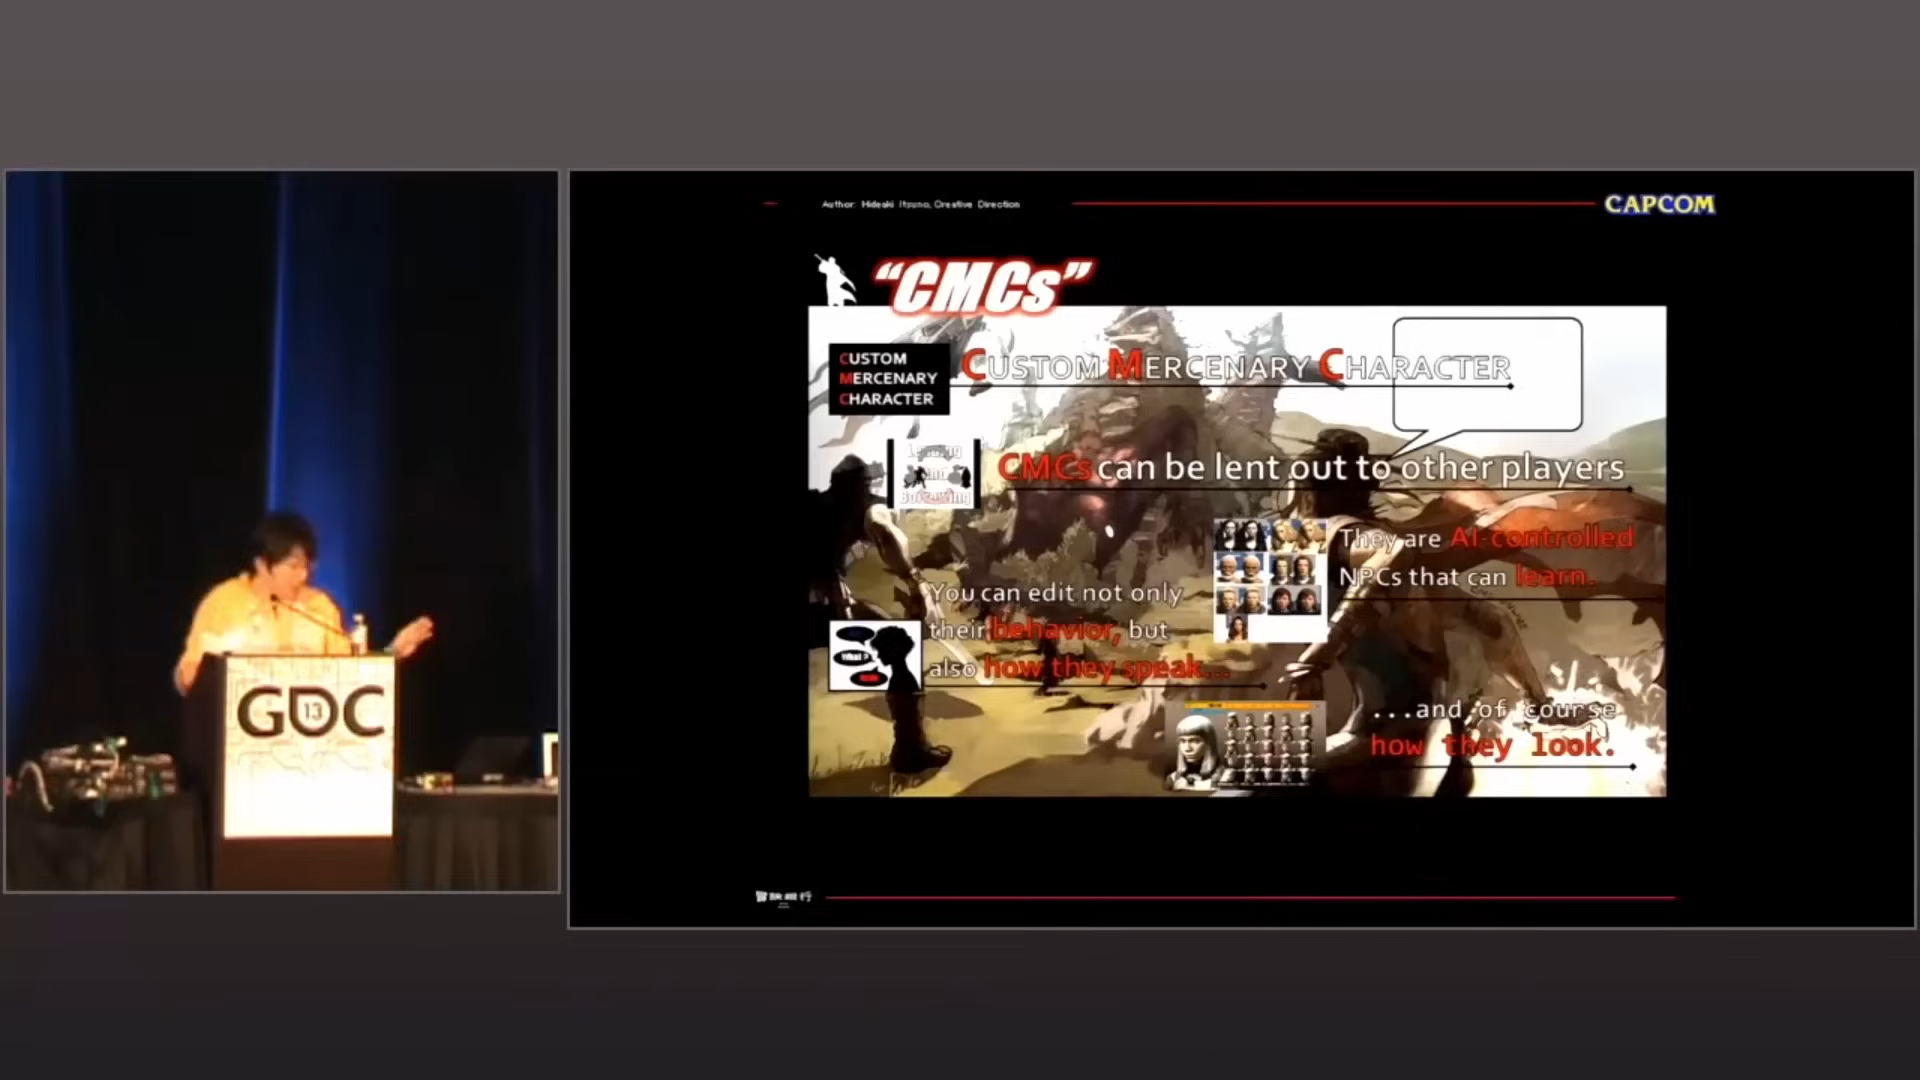 Author: Hideaki Itsuno, Creative Direction
CAPCOM
“CMCs”
CUSTOM
MERCENARY
CHARACTER
CUSTOM MERCENARY CHARACTER
CMCs can be lent out to other players
They are AI-controlled
NPCs that can learn.
You can edit not only
their behavior, but
also how they speak...
What?
...and of course
how they look.
GDC
13